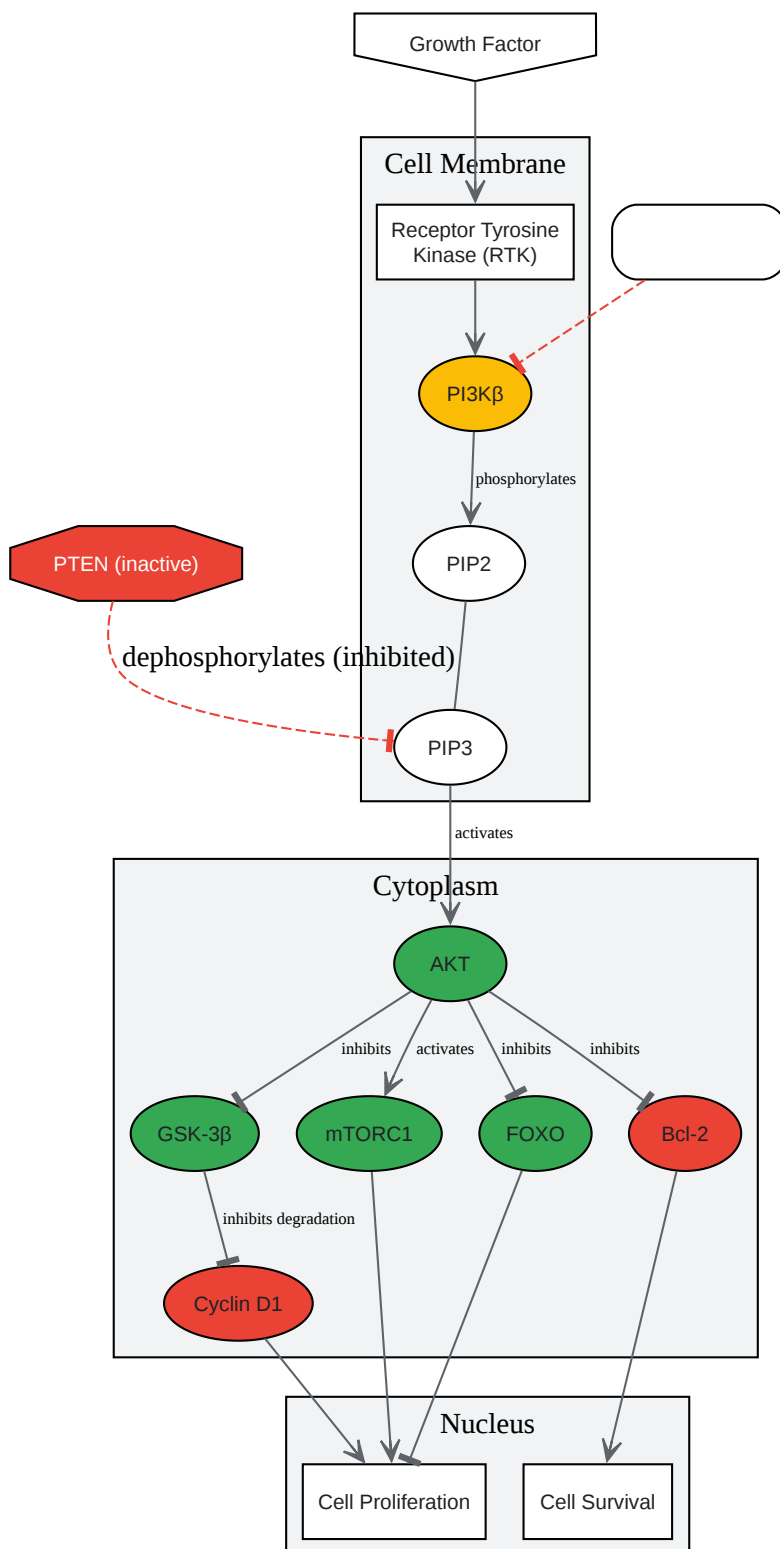 Growth Factor
Cell Membrane
Receptor Tyrosine
Kinase (RTK)
PI3Kβ
phosphorylates
PTEN (inactive)
PIP2
dephosphorylates (inhibited)
PIP3
activates
Cytoplasm
AKT
inhibits
activates
inhibits
inhibits
GSK-3β
mTORC1
FOXO
Bcl-2
inhibits degradation
Cyclin D1
Nucleus
Cell Proliferation
Cell Survival